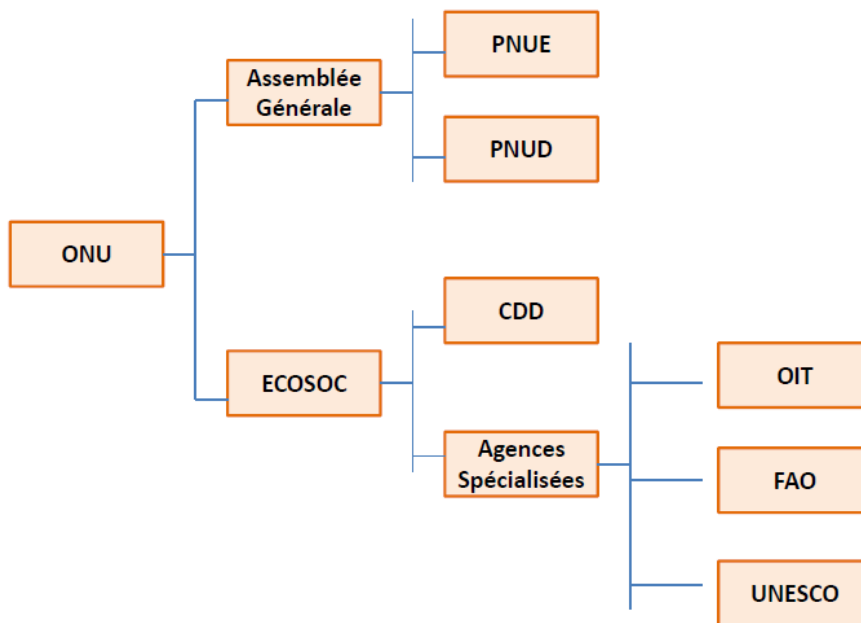 PNUE
Assemblée
Générale
PNUD
ONU
CDD
ECOSOC
OIT
Agences
Spécialisées
FAO
UNESCO